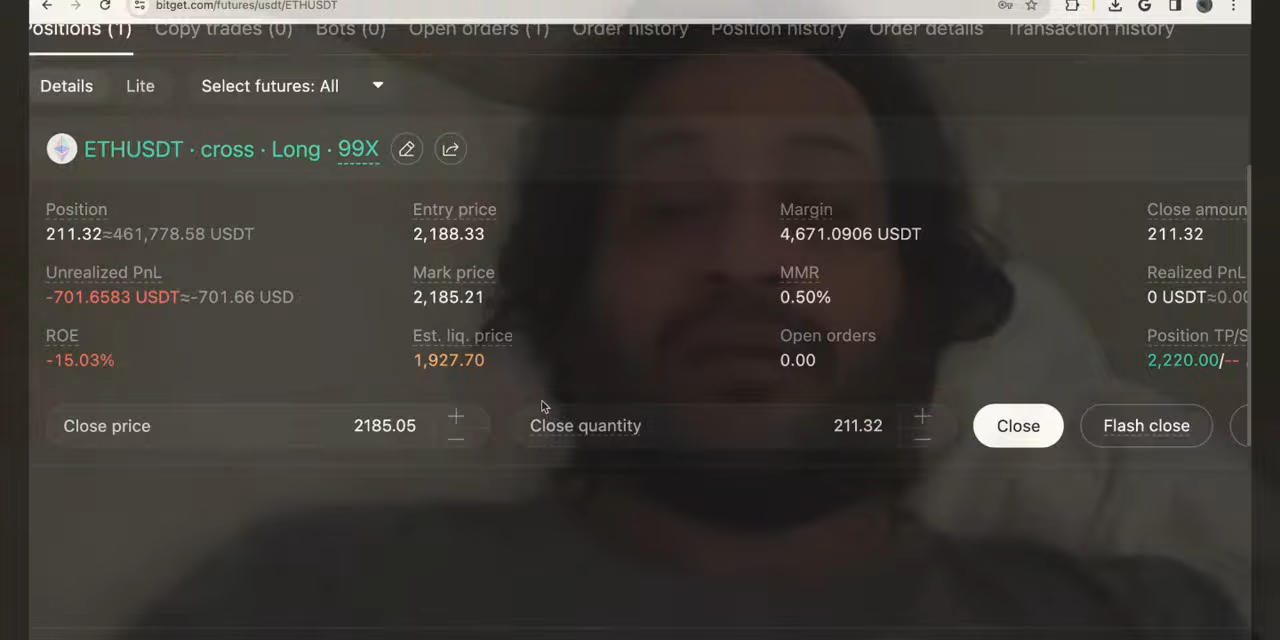 bitget.com/futures/usdt/ETHUSDT
Positions (1) Copy trades (0) Bots (0) Open orders (1) Order history Position history Order details Transaction history
Details Lite Select futures: All
ETHUSDT · cross · Long · 99X
Position Entry price Margin Close amoun
211.32≈461,778.58 USDT 2,188.33 4,671.0906 USDT 211.32
Unrealized PnL Mark price MMR Realized PnL
-701.6583 USDT≈-701.66 USD 2,185.21 0.50% 0 USDT≈0.00
ROE Est. liq. price Open orders Position TP/S
-15.03% 1,927.70 0.00 2,220.00/--
Close price 2185.05 Close quantity 211.32 Close Flash close